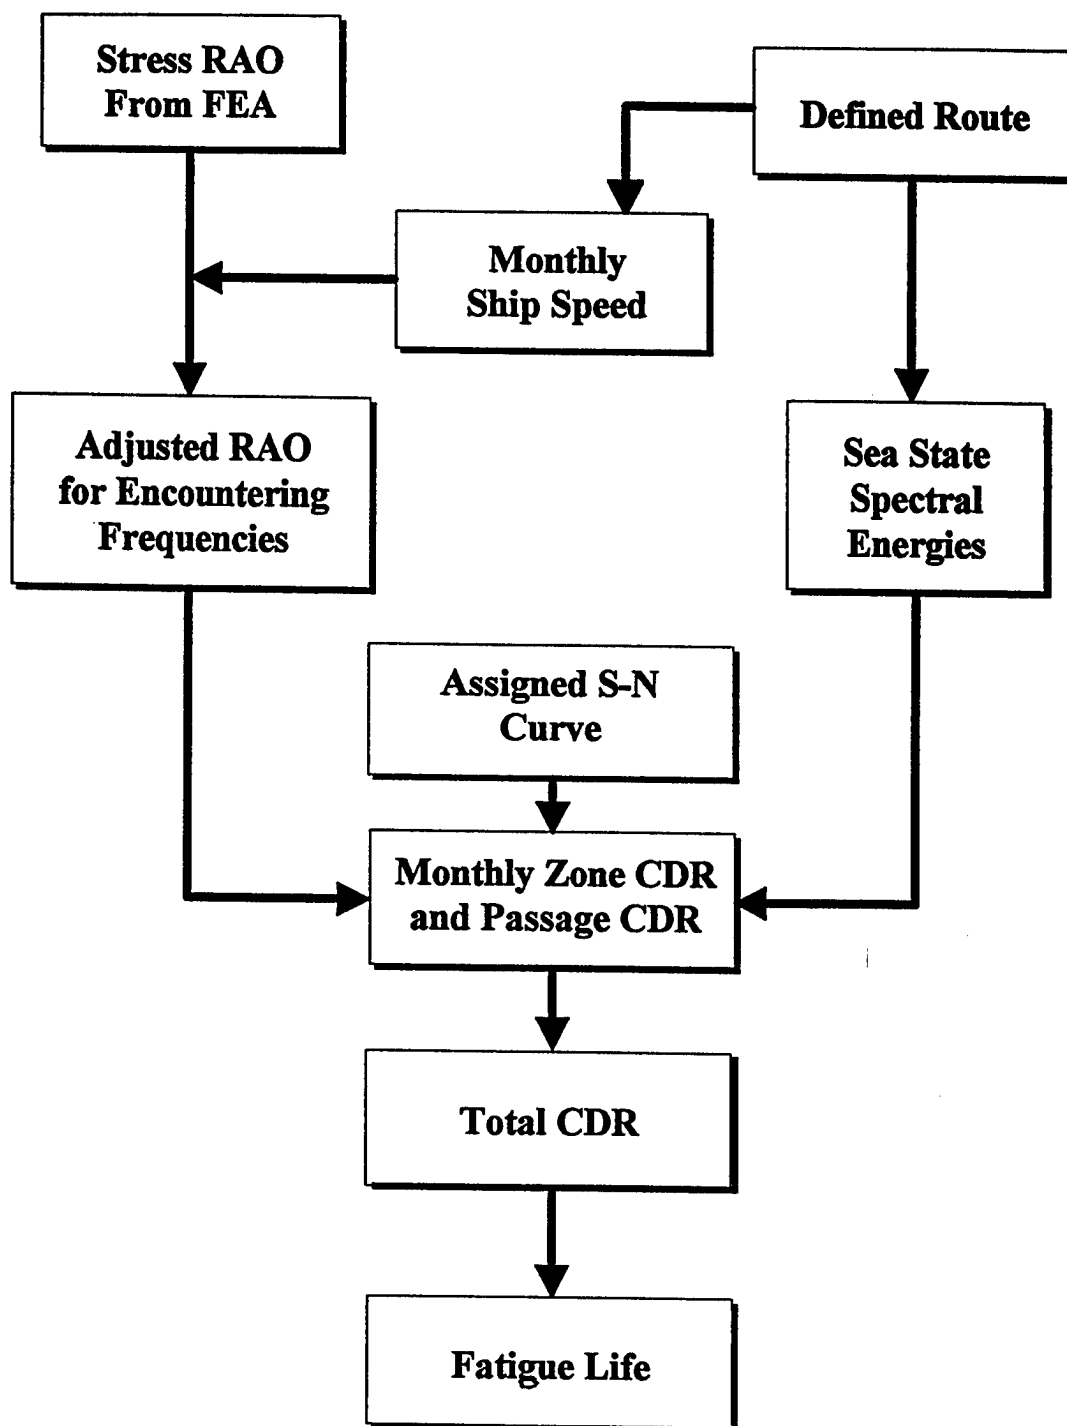 Stress RAO
From FEA
Defined Route
Monthly
Ship Speed
Adjusted RAO
for Encountering
Frequencies
Sea State
Spectral
Energies
Assigned S-N
Curve
Monthly Zone CDR
and Passage CDR
Total CDR
Fatigue Life